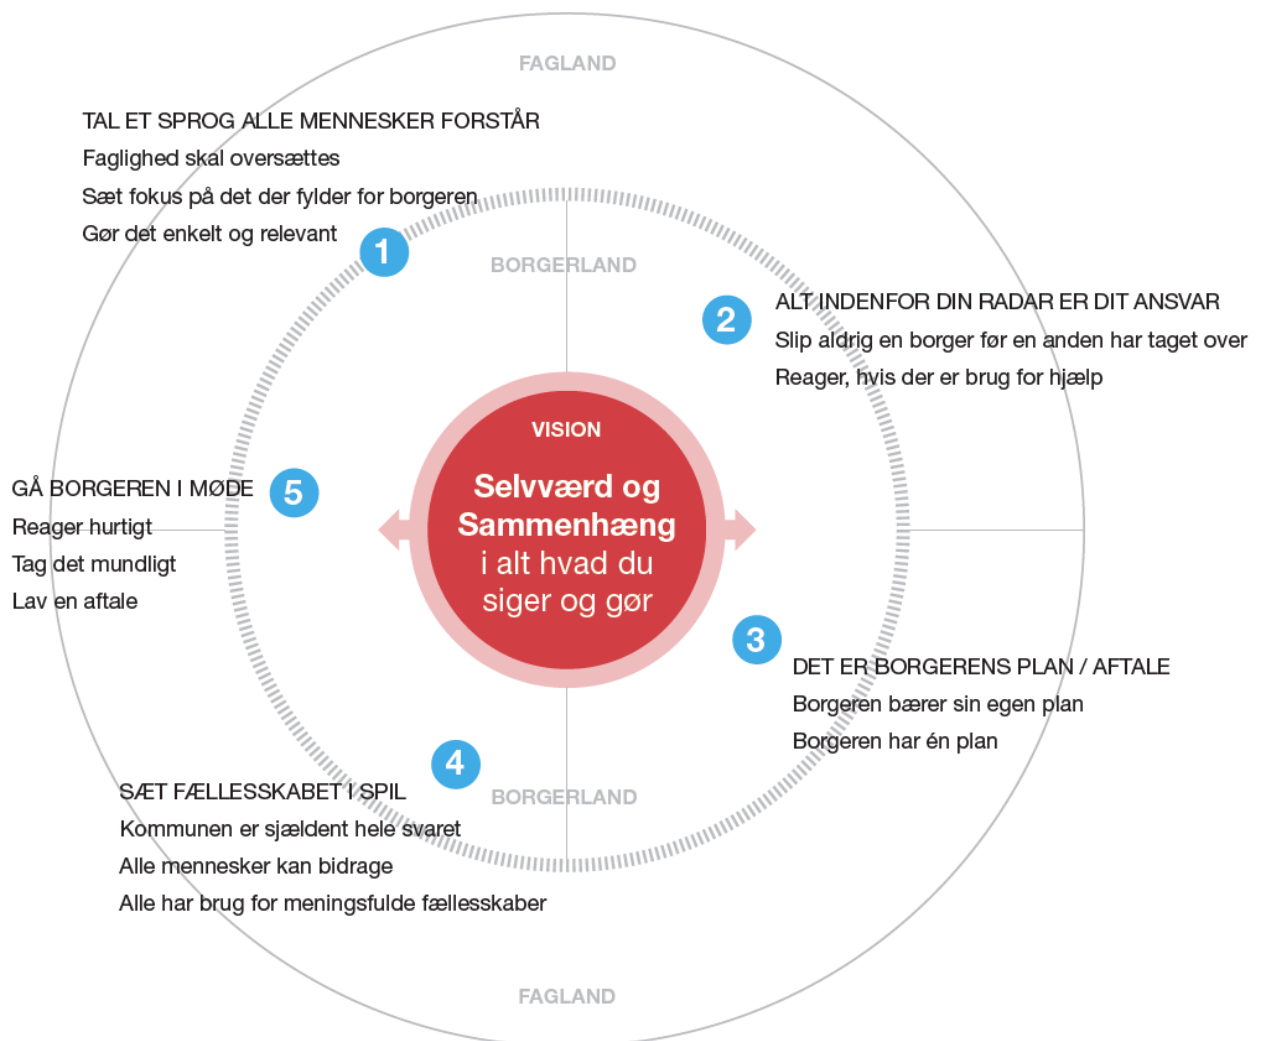 FAGLAND
TAL ET SPROG ALLE MENNESKER FORSTÅR
Faglighed skal oversættes
Sæt fokus på det der fylder for borgeren
Gør det enkelt og relevant
1
BORGERLAND
2
ALT INDENFOR DIN RADAR ER DIT ANSVAR
Slip aldrig en borger før en anden har taget over
Reager, hvis der er brug for hjælp
VISION
Selvværd og
Sammenhæng
i alt hvad du
siger og gør
3
DET ER BORGERENS PLAN / AFTALE
Borgeren bærer sin egen plan
Borgeren har én plan
4
SÆT FÆLLESSKABET I SPIL
Kommunen er sjældent hele svaret
Alle mennesker kan bidrage
Alle har brug for meningsfulde fællesskaber
5
GÅ BORGEREN I MØDE
Reager hurtigt
Tag det mundligt
Lav en aftale
BORGERLAND
FAGLAND